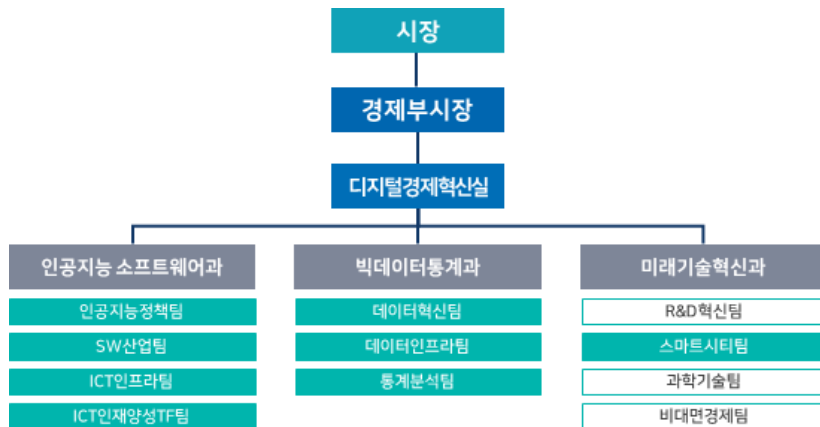 시장
경제부시장
디지털경제혁신실
인공지능 소프트웨어과
인공지능정책팀
SW산업팀
ICT인프라팀
ICT인재양성TF팀
빅데이터통계과
데이터혁신팀
데이터인프라팀
통계분석팀
미래기술혁신과
R&D혁신팀
스마트시티팀
과학기술팀
비대면경제팀